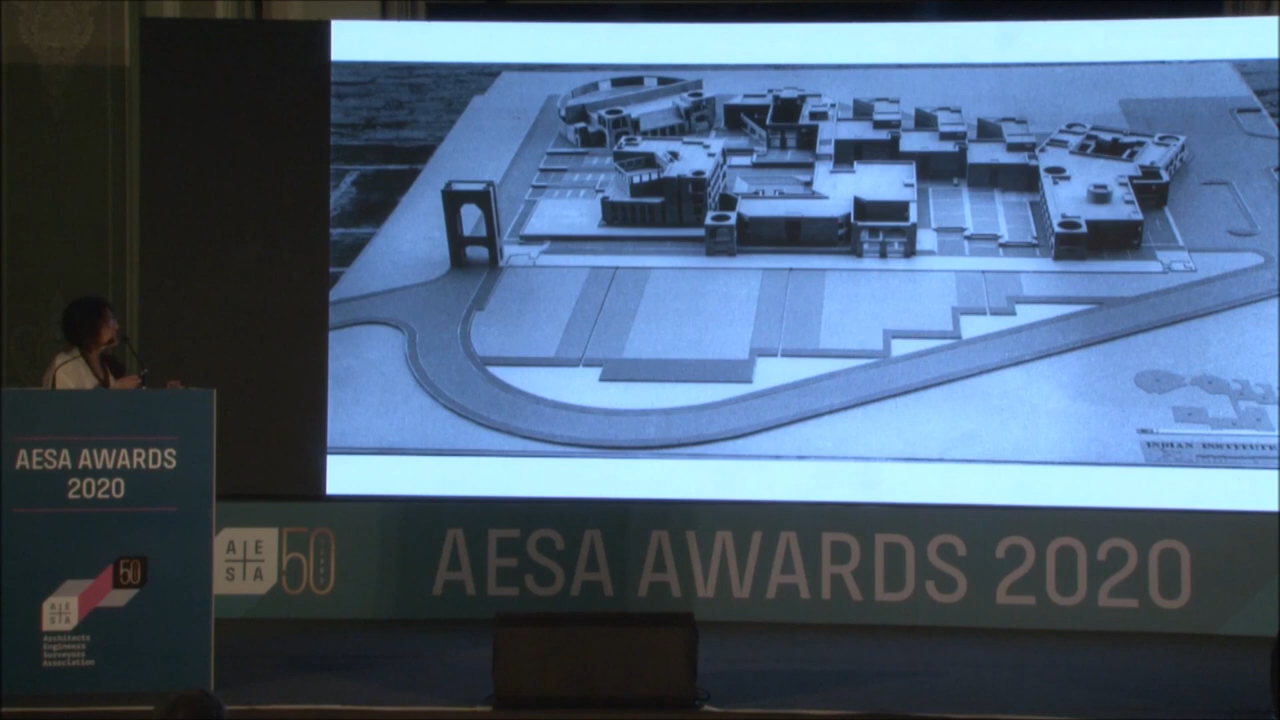 INDIAN INSTITUTE
AESA AWARDS
2020
50
A E
S A
Architects
Engineers
Surveyors
Association
A E
S A
50
AESA AWARDS 2020